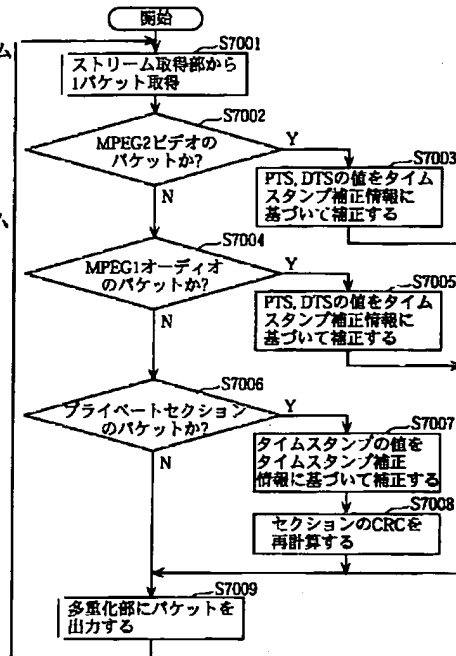 開始
S7001
ストリーム取得部から
1パケット取得
S7002
MPEG2ビデオの
パケットか?
Y
N
S7003
PTS, DTSの値をタイム
スタンプ補正情報に
基づいて補正する
S7004
MPEG1オーディオ
のパケットか?
Y
N
S7005
PTS, DTSの値をタイム
スタンプ補正情報に
基づいて補正する
S7006
プライベートセクション
のパケットか?
Y
N
S7007
タイムスタンプの値を
タイムスタンプ補正
情報に基づいて補正する
S7008
セクションのCRCを
再計算する
S7009
多重化部にパケットを
出力する
ム
ム